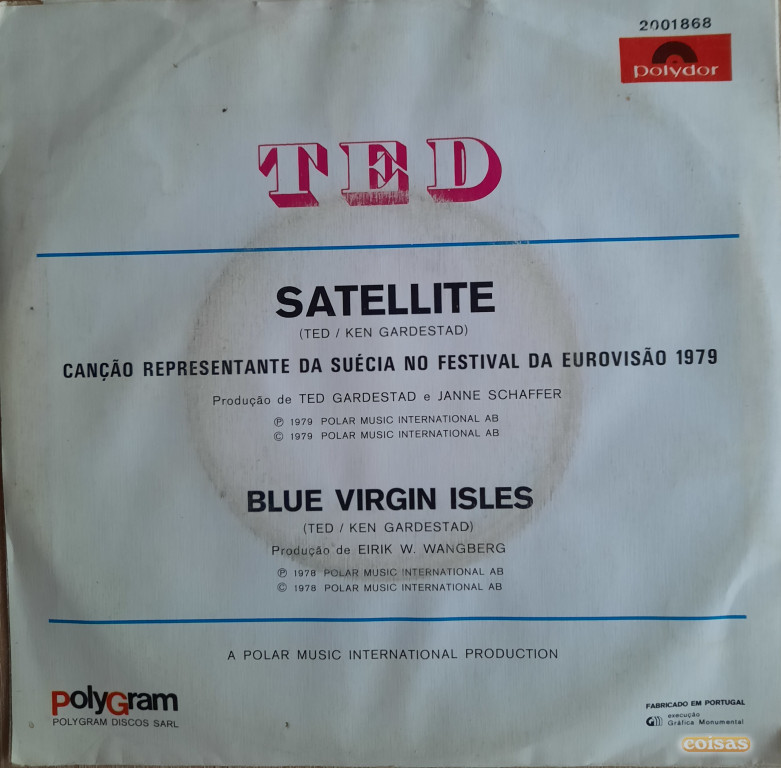 2001868
polydor
TED
SATELLITE
(TED / KEN GARDESTAD)
CANÇÃO REPRESENTANTE DA SUÉCIA NO FESTIVAL DA EUROVISÃO 1979
Produção de TED GARDESTAD e JANNE SCHAFFER
℗ 1979 POLAR MUSIC INTERNATIONAL AB
© 1979 POLAR MUSIC INTERNATIONAL AB
BLUE VIRGIN ISLES
(TED / KEN GARDESTAD)
Produção de EIRIK W. WANGBERG
℗ 1978 POLAR MUSIC INTERNATIONAL AB
© 1978 POLAR MUSIC INTERNATIONAL AB
A POLAR MUSIC INTERNATIONAL PRODUCTION
PolyGram
POLYGRAM DISCOS SARL
FABRICADO EM PORTUGAL
execução
Gráfica Monumental
coisas